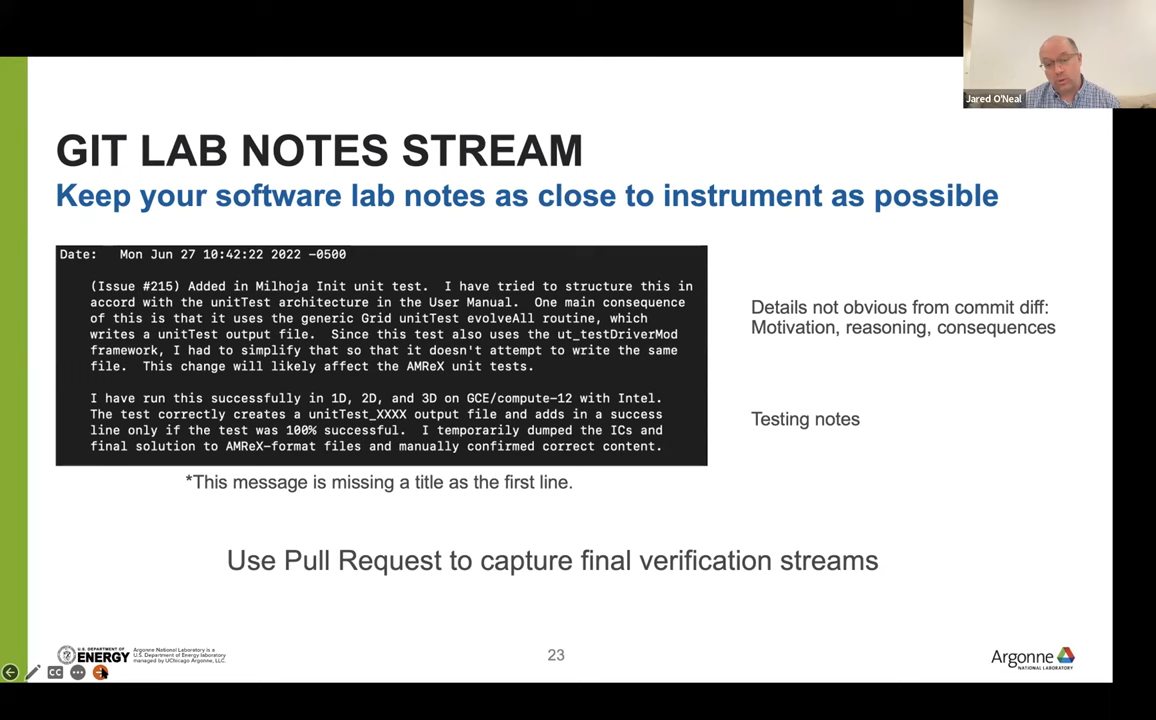 Jared O'Neal
GIT LAB NOTES STREAM
Keep your software lab notes as close to instrument as possible
Date: Mon Jun 27 10:42:22 2022 -0500
(Issue #215) Added in Milhoja Init unit test. I have tried to structure this in
accord with the unitTest architecture in the User Manual. One main consequence
of this is that it uses the generic Grid unitTest evolveAll routine, which
writes a unitTest output file. Since this test also uses the ut_testDriverMod
framework, I had to simplify that so that it doesn't attempt to write the same
file. This change will likely affect the AMReX unit tests.
I have run this successfully in 1D, 2D, and 3D on GCE/compute-12 with Intel.
The test correctly creates a unitTest_XXXX output file and adds in a success
line only if the test was 100% successful. I temporarily dumped the ICs and
final solution to AMReX-format files and manually confirmed correct content.
Details not obvious from commit diff:
Motivation, reasoning, consequences
Testing notes
*This message is missing a title as the first line.
Use Pull Request to capture final verification streams
U.S. DEPARTMENT OF
ENERGY
Argonne National Laboratory is a
U.S. Department of Energy laboratory
managed by UChicago Argonne, LLC.
23
Argonne
NATIONAL LABORATORY
CC